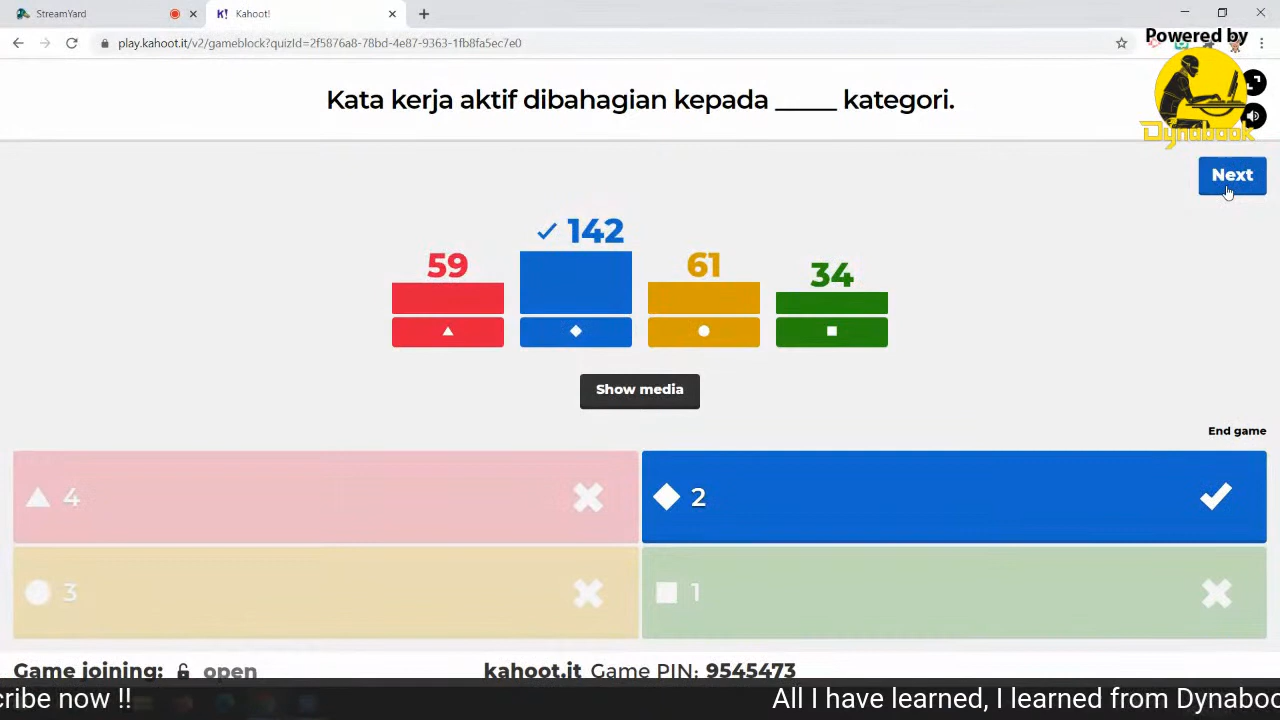 StreamYard
Kahoot!
play.kahoot.it/v2/gameblock?quizId=2f5876a8-78bd-4e87-9363-1fb8fa5ec7e0
Powered by
Dynabook
Kata kerja aktif dibahagian kepada _____ kategori.
Next
59
142
61
34
Show media
End game
4
2
3
1
Game joining: open
kahoot.it Game PIN: 9545473
cribe now !! All I have learned, I learned from Dynaboo